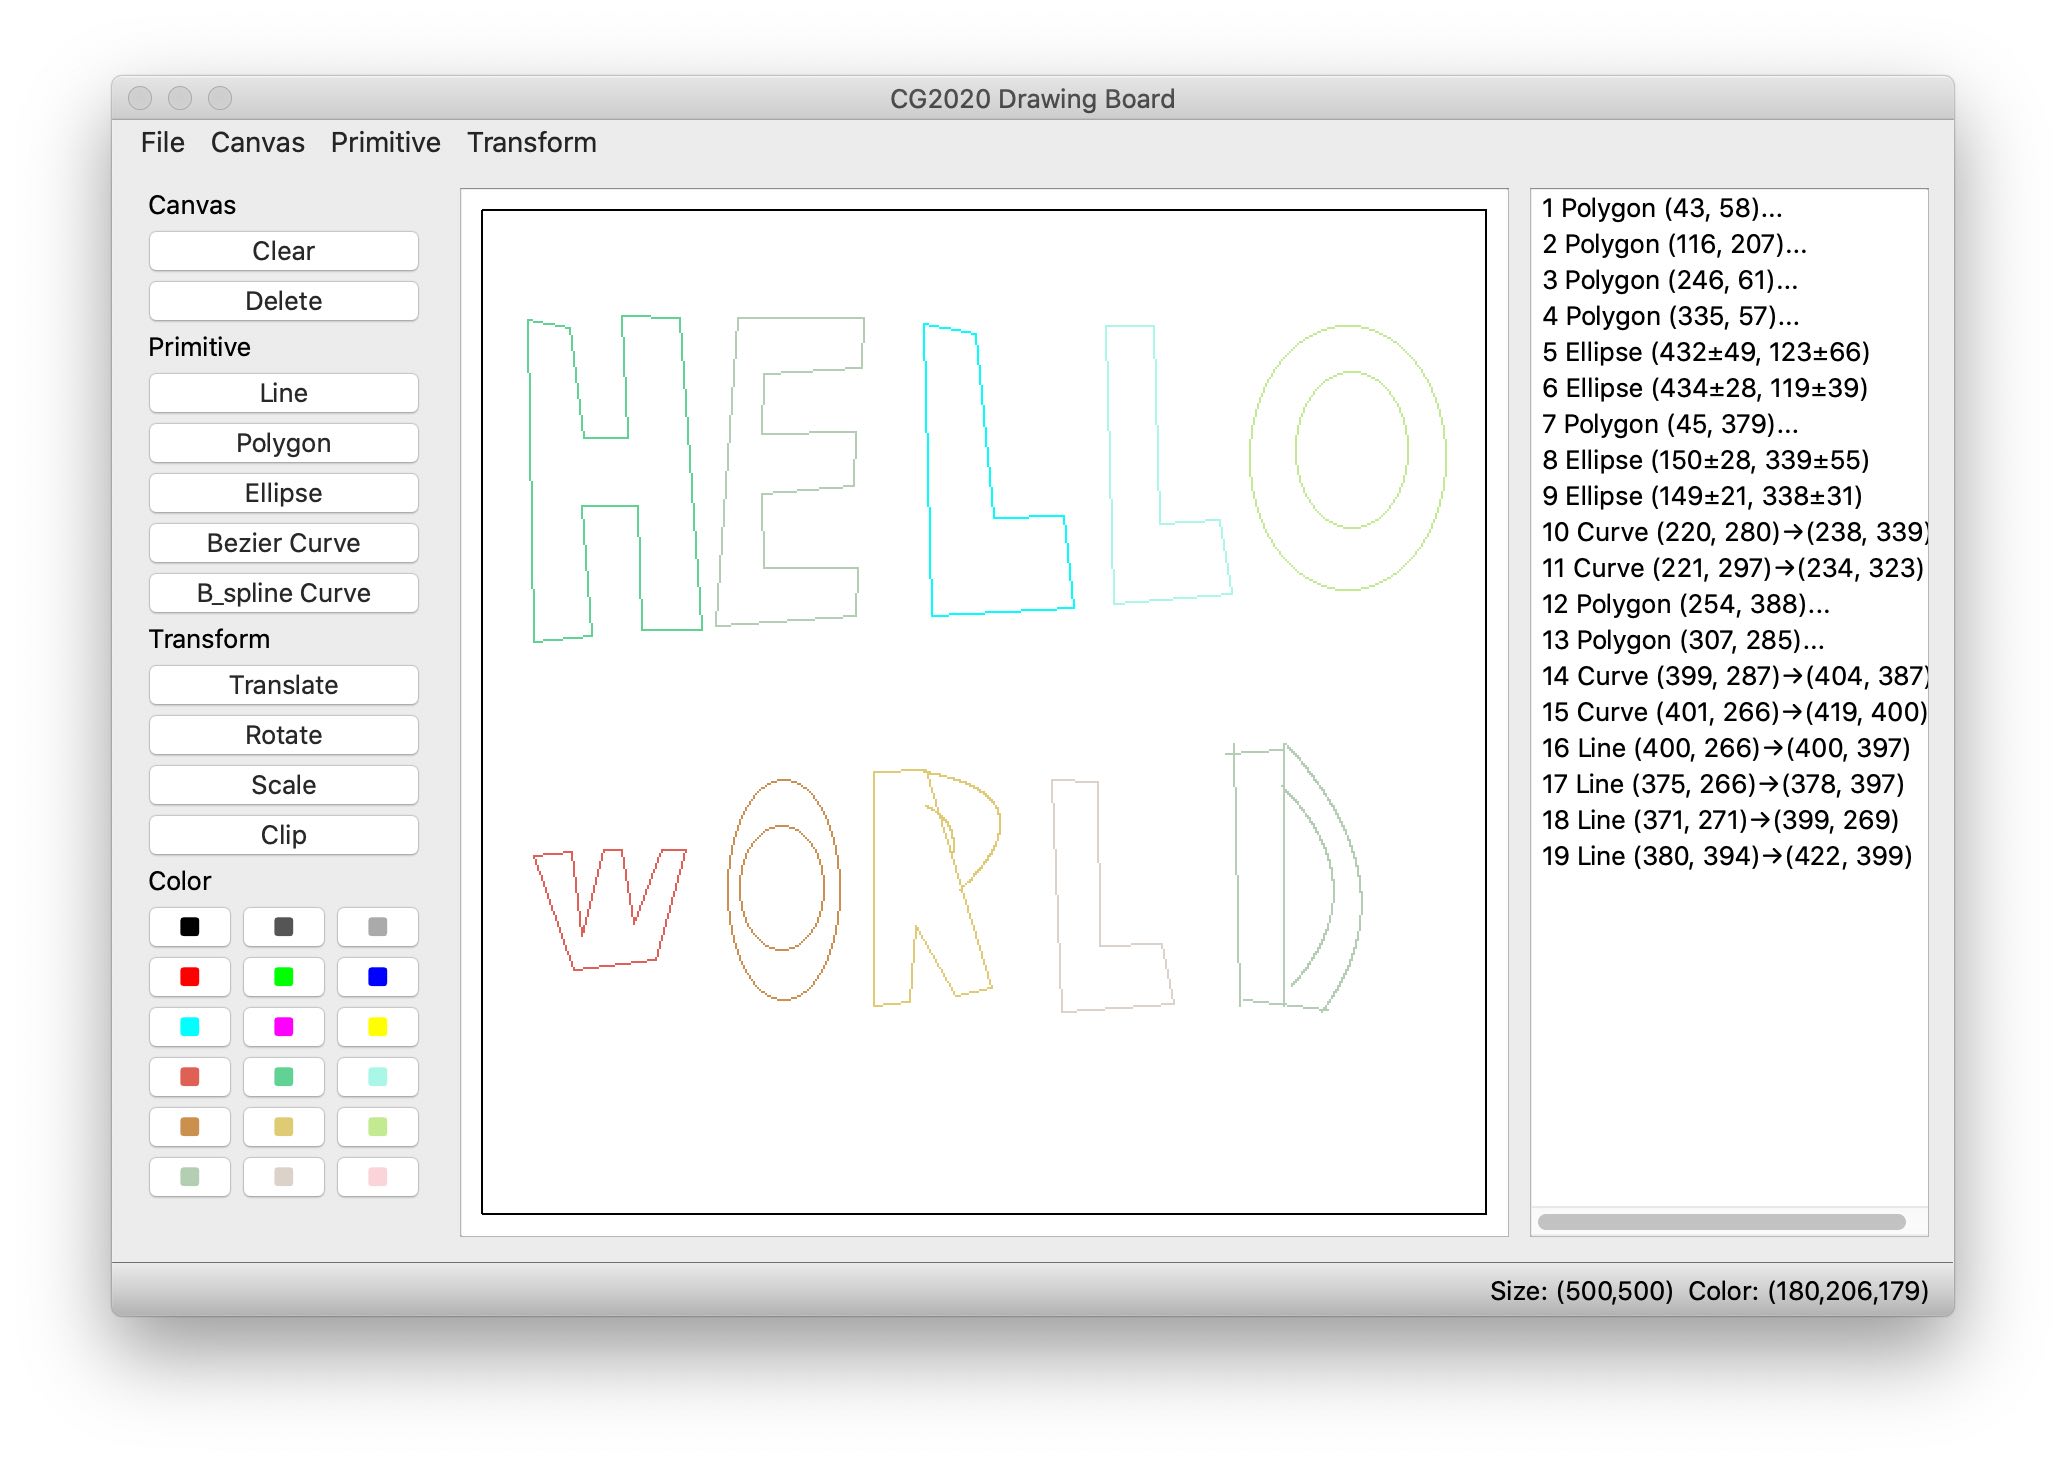 CG2020 Drawing Board
File Canvas Primitive Transform
Canvas
Clear
Delete
Primitive
Line
Polygon
Ellipse
Bezier Curve
B_spline Curve
Transform
Translate
Rotate
Scale
Clip
Color
HELLO
WORLD
1 Polygon (43, 58)...
2 Polygon (116, 207)...
3 Polygon (246, 61)...
4 Polygon (335, 57)...
5 Ellipse (432±49, 123±66)
6 Ellipse (434±28, 119±39)
7 Polygon (45, 379)...
8 Ellipse (150±28, 339±55)
9 Ellipse (149±21, 338±31)
10 Curve (220, 280)→(238, 339)
11 Curve (221, 297)→(234, 323)
12 Polygon (254, 388)...
13 Polygon (307, 285)...
14 Curve (399, 287)→(404, 387)
15 Curve (401, 266)→(419, 400)
16 Line (400, 266)→(400, 397)
17 Line (375, 266)→(378, 397)
18 Line (371, 271)→(399, 269)
19 Line (380, 394)→(422, 399)
Size: (500,500) Color: (180,206,179)